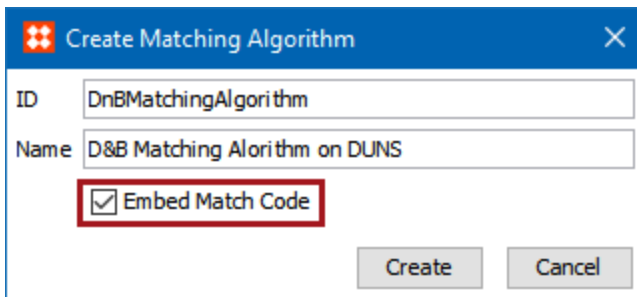 Create Matching Algorithm
ID DnBMatchingAlgorithm
Name D&B Matching Alorithm on DUNS
Embed Match Code
Create Cancel